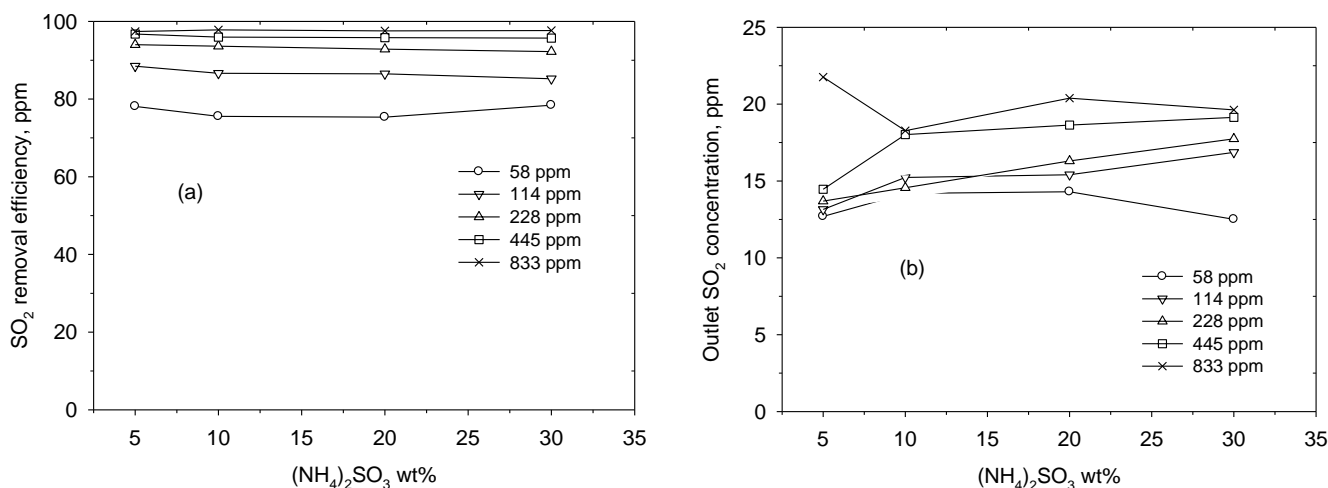 100
80
60
40
20
0
SO2 removal efficiency, ppm
(a)
58 ppm
114 ppm
228 ppm
445 ppm
833 ppm
5 10 15 20 25 30 35
(NH4)2SO3 wt%
25
20
15
10
5
0
Outlet SO2 concentration, ppm
(b)
58 ppm
114 ppm
228 ppm
445 ppm
833 ppm
5 10 15 20 25 30 35
(NH4)2SO3 wt%